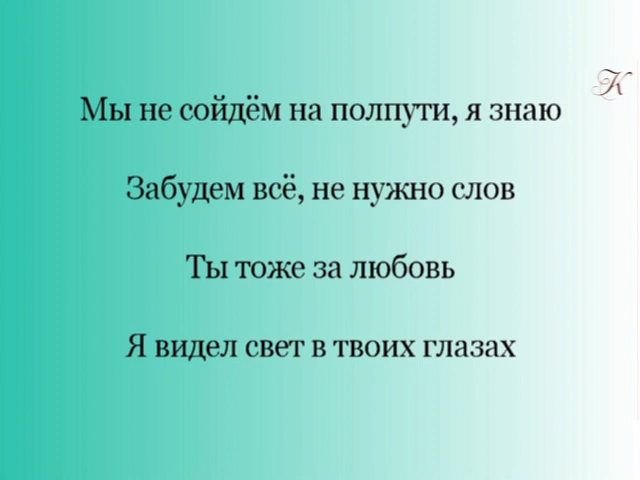 К
Мы не сойдём на полпути, я знаю
Забудем всё, не нужно слов
Ты тоже за любовь
Я видел свет в твоих глазах